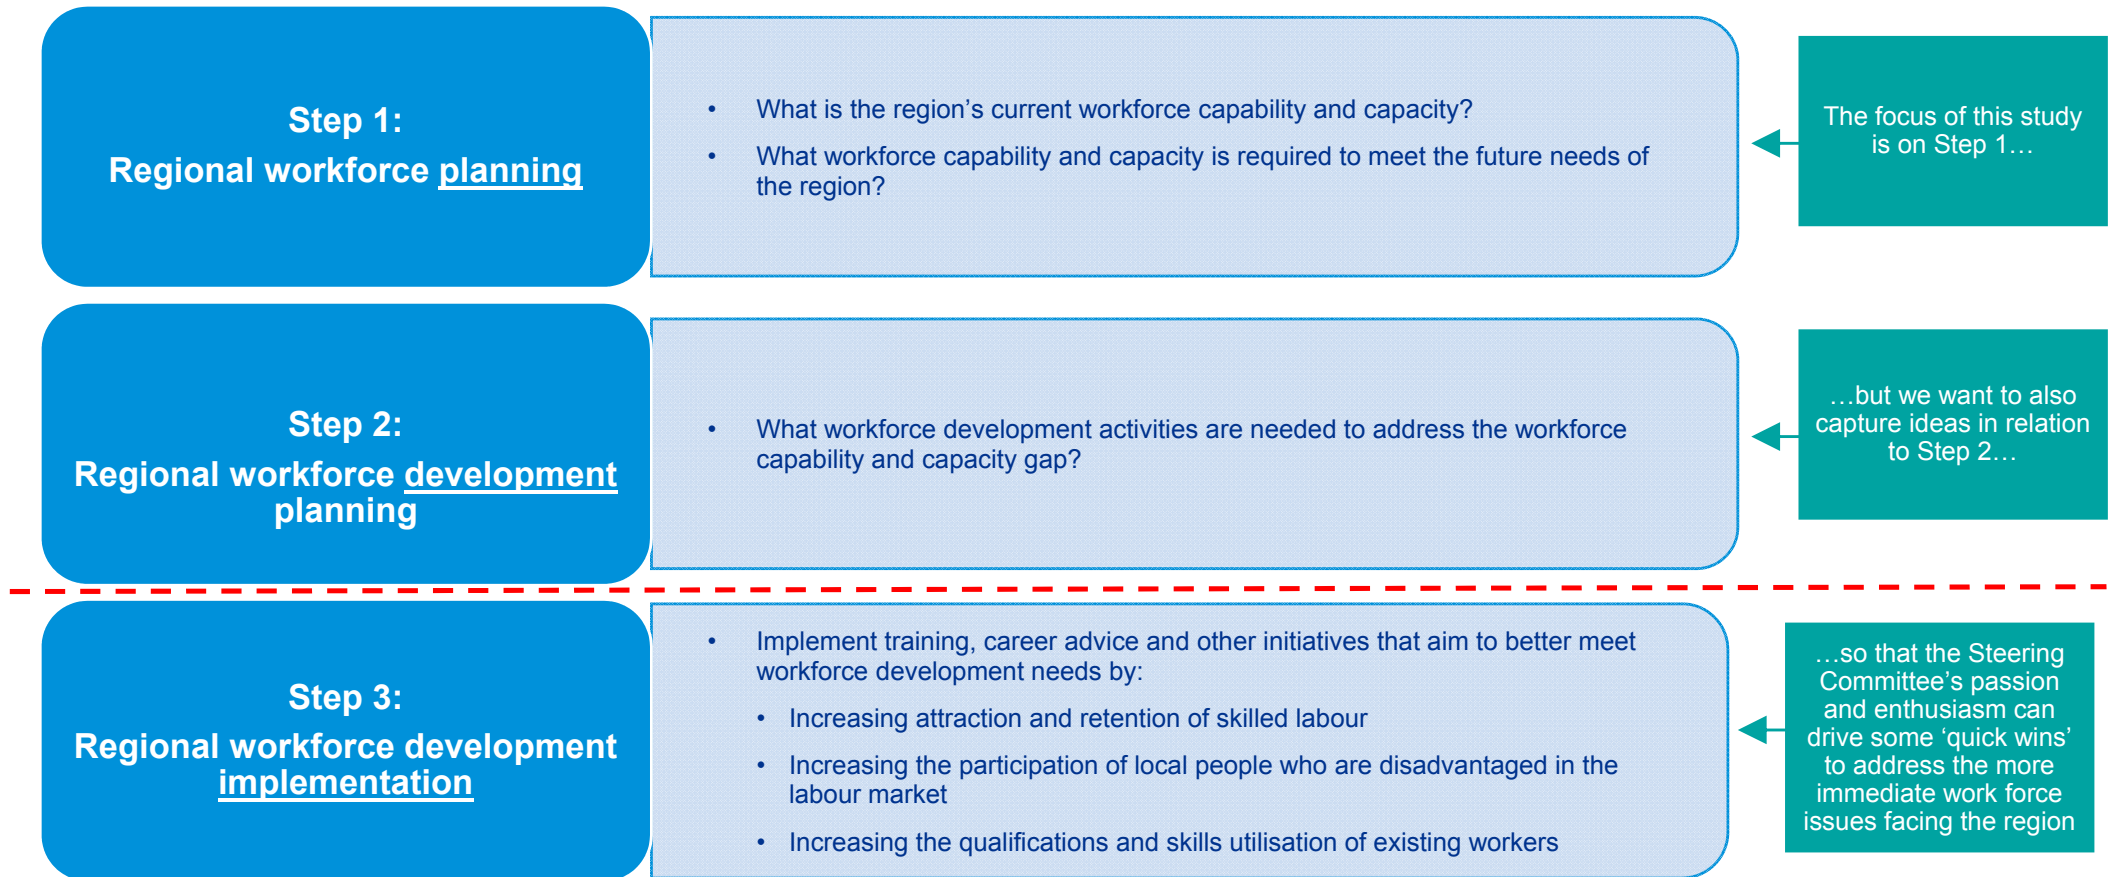 Step 1:
Regional workforce planning
• What is the region’s current workforce capability and capacity?
• What workforce capability and capacity is required to meet the future needs of
the region?
The focus of this study
is on Step 1…
Step 2:
Regional workforce development
planning
• What workforce development activities are needed to address the workforce
capability and capacity gap?
…but we want to also
capture ideas in relation
to Step 2…
Step 3:
Regional workforce development
implementation
• Implement training, career advice and other initiatives that aim to better meet
workforce development needs by:
• Increasing attraction and retention of skilled labour
• Increasing the participation of local people who are disadvantaged in the
labour market
• Increasing the qualifications and skills utilisation of existing workers
…so that the Steering
Committee’s passion
and enthusiasm can
drive some ‘quick wins’
to address the more
immediate work force
issues facing the region